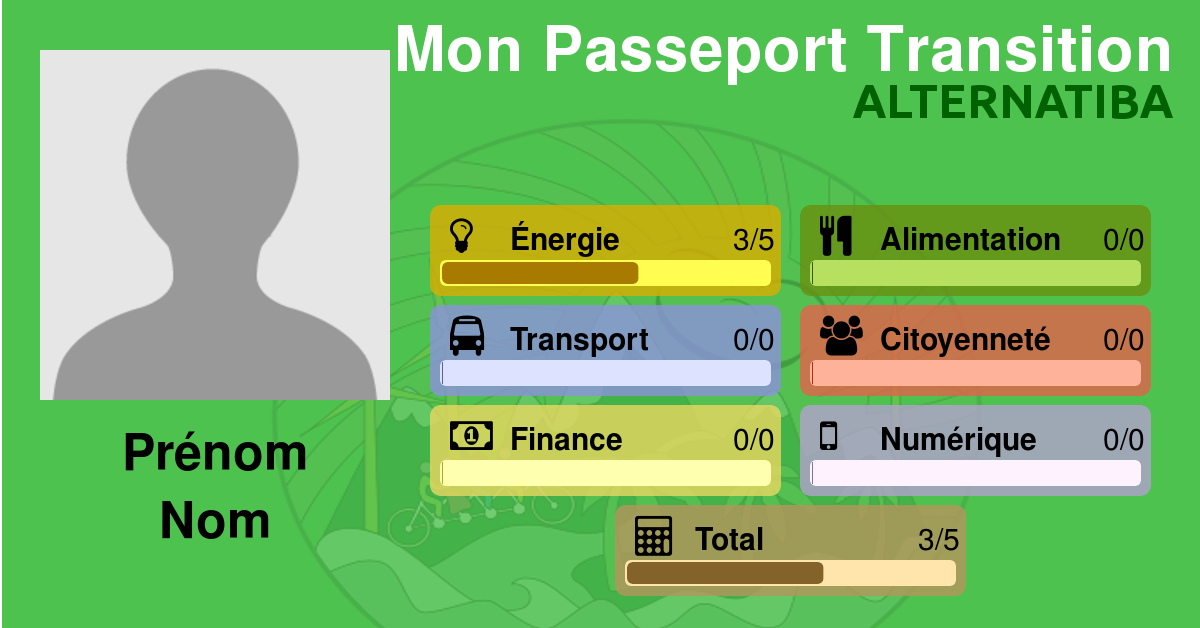 Mon Passeport Transition
ALTERNATIBA
Énergie 3/5
Alimentation 0/0
Transport 0/0
Citoyenneté 0/0
Finance 0/0
Numérique 0/0
Total 3/5
Prénom
Nom